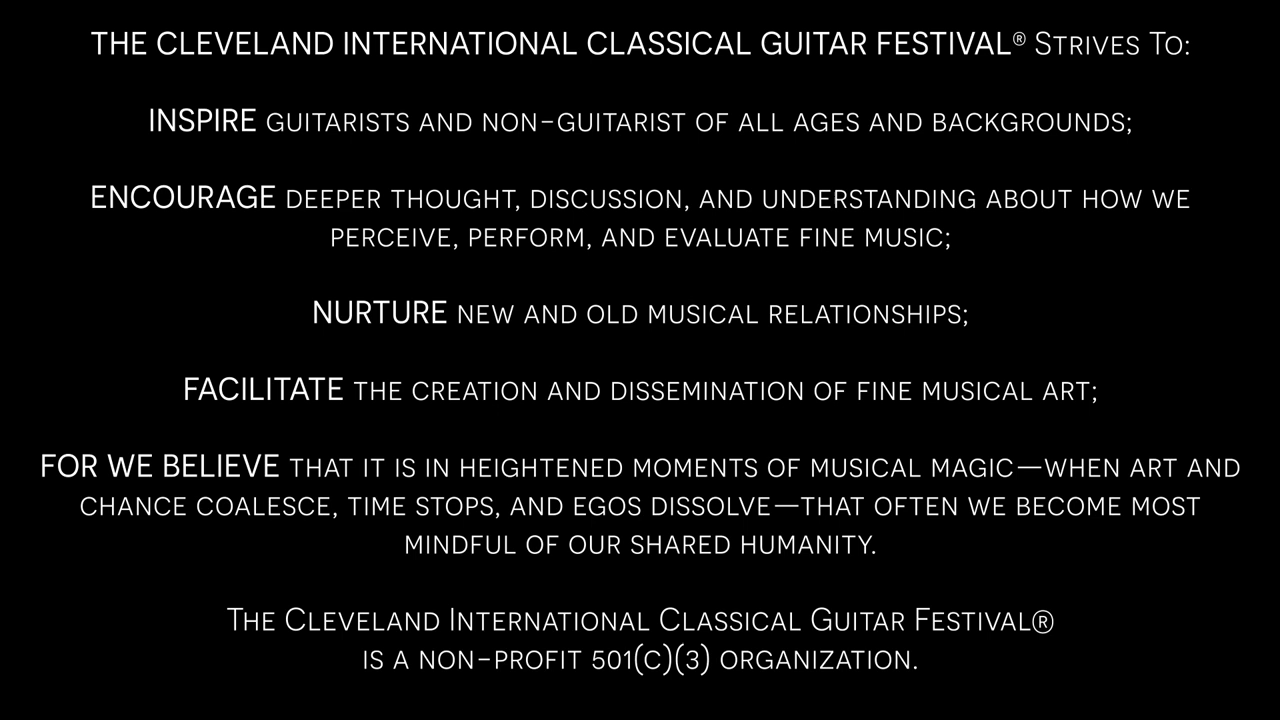 THE CLEVELAND INTERNATIONAL CLASSICAL GUITAR FESTIVAL® STRIVES TO:
INSPIRE GUITARISTS AND NON-GUITARIST OF ALL AGES AND BACKGROUNDS;
ENCOURAGE DEEPER THOUGHT, DISCUSSION, AND UNDERSTANDING ABOUT HOW WE
PERCEIVE, PERFORM, AND EVALUATE FINE MUSIC;
NURTURE NEW AND OLD MUSICAL RELATIONSHIPS;
FACILITATE THE CREATION AND DISSEMINATION OF FINE MUSICAL ART;
FOR WE BELIEVE THAT IT IS IN HEIGHTENED MOMENTS OF MUSICAL MAGIC—WHEN ART AND
CHANCE COALESCE, TIME STOPS, AND EGOS DISSOLVE—THAT OFTEN WE BECOME MOST
MINDFUL OF OUR SHARED HUMANITY.
THE CLEVELAND INTERNATIONAL CLASSICAL GUITAR FESTIVAL®
IS A NON-PROFIT 501(C)(3) ORGANIZATION.